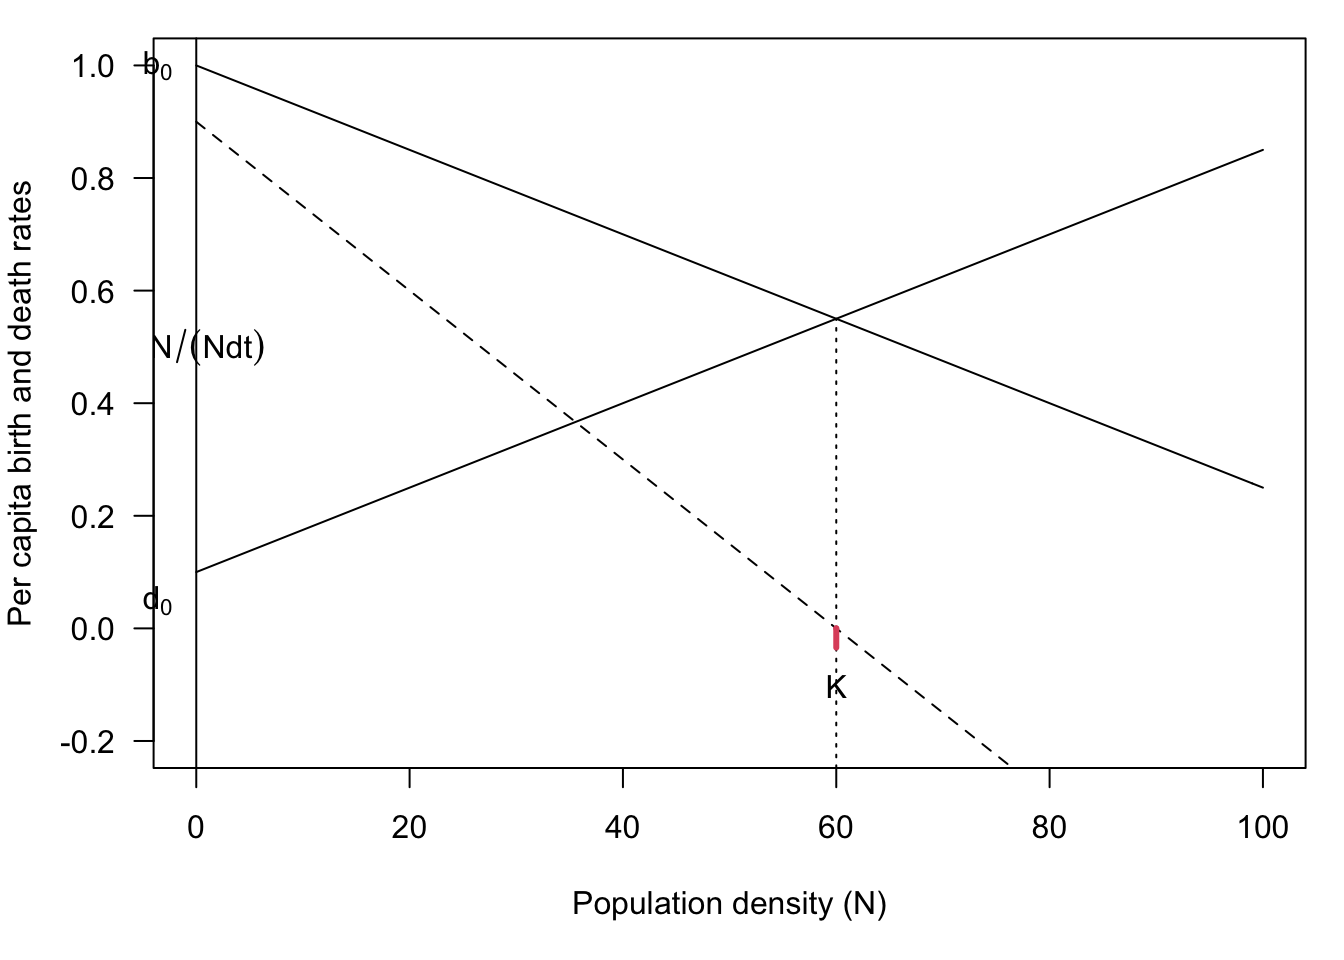 Per capita birth and death rates
1.0
0.8
0.6
0.4
0.2
0.0
-0.2
b0
N/(Ndt)
d0
K
0
20
40
60
80
100
Population density (N)